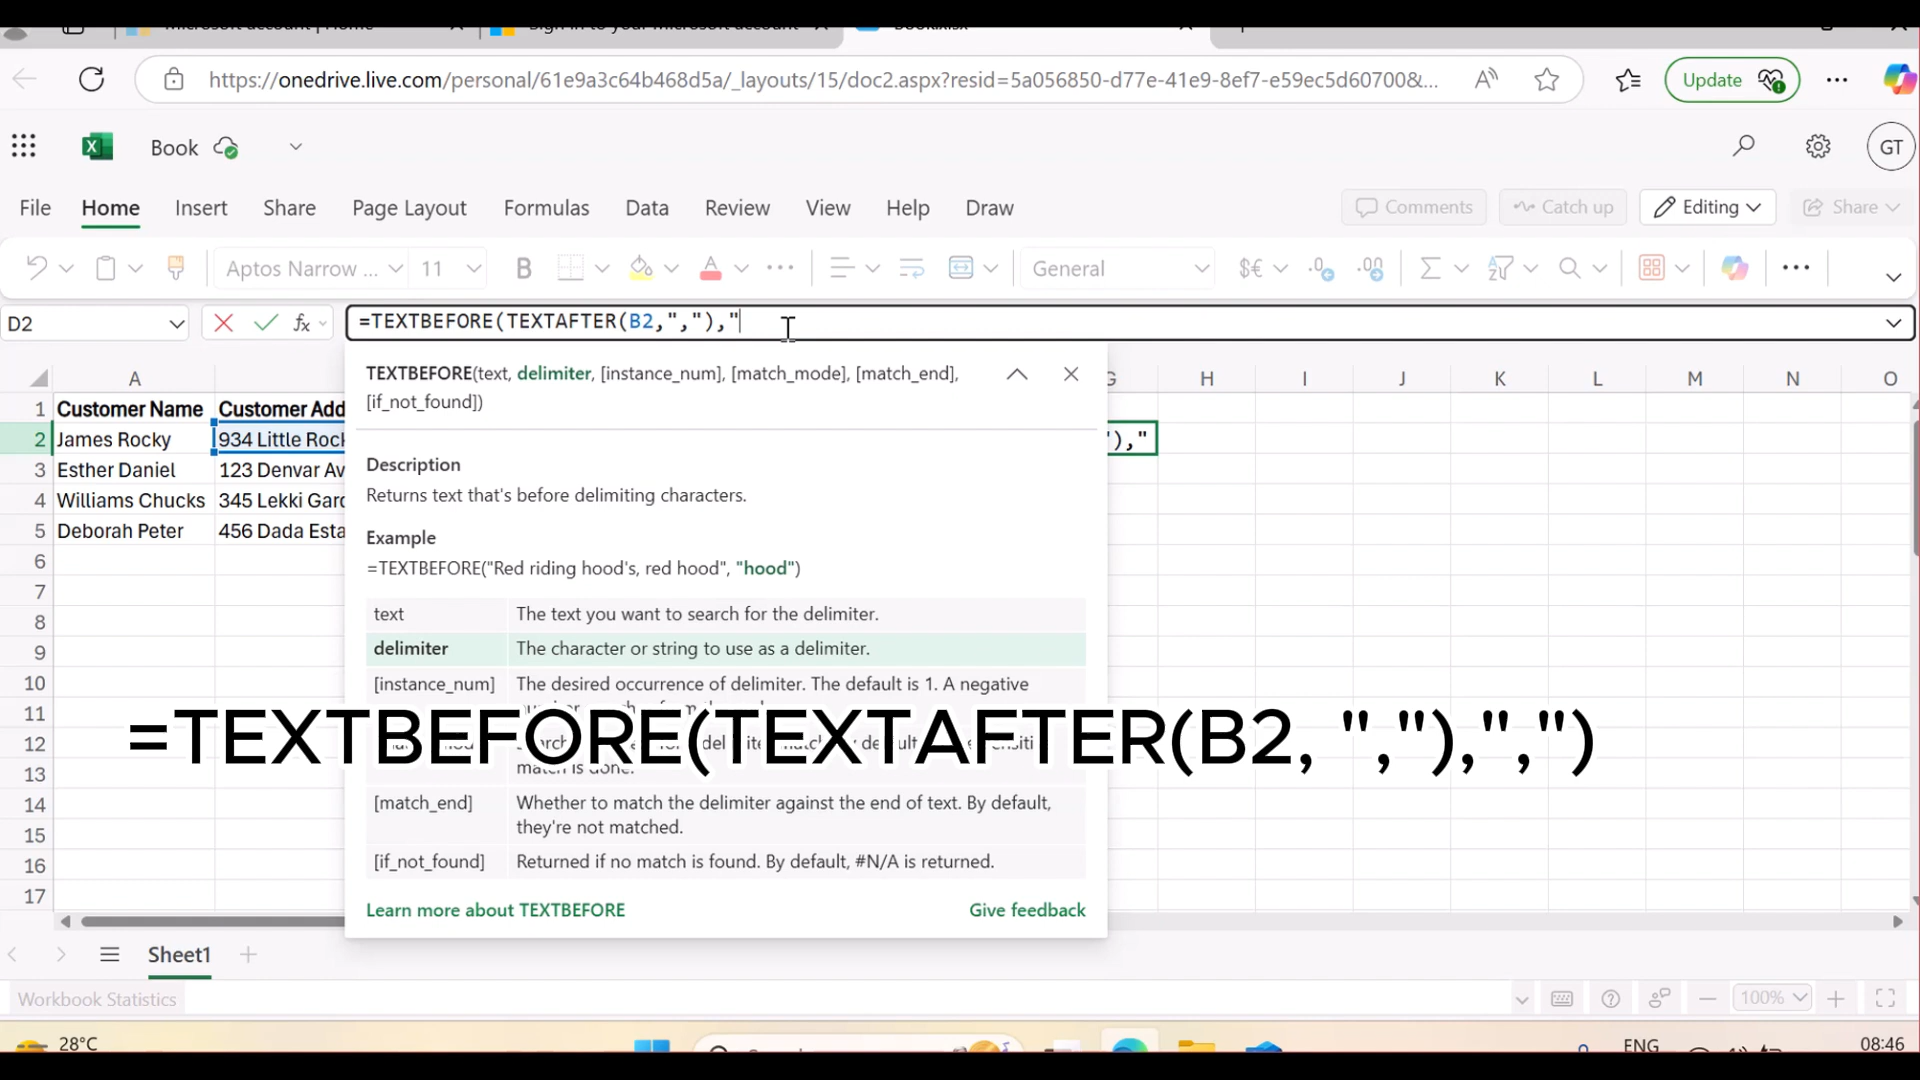 https://onedrive.live.com/personal/61e9a3c64b468d5a/_layouts/15/doc2.aspx?resid=5a056850-d77e-41e9-8ef7-e59ec5d60700&...
Update
Book
GT
File Home Insert Share Page Layout Formulas Data Review View Help Draw
Comments Catch up Editing Share
Aptos Narrow ... 11 B General
D2 fx =TEXTBEFORE(TEXTAFTER(B2,","),"
TEXTBEFORE(text, delimiter, [instance_num], [match_mode], [match_end],
[if_not_found])
A G H I J K L M N O
1 Customer Name Customer Add
2 James Rocky 934 Little Rock "),"
3 Esther Daniel 123 Denvar Av
4 Williams Chucks 345 Lekki Gard
5 Deborah Peter 456 Dada Esta
6
7
8
9
10
11
12
13
14
15
16
17
Description
Returns text that's before delimiting characters.
Example
=TEXTBEFORE("Red riding hood's, red hood", "hood")
text The text you want to search for the delimiter.
delimiter The character or string to use as a delimiter.
[instance_num] The desired occurrence of delimiter. The default is 1. A negative
=TEXTBEFORE(TEXTAFTER(B2, ","),",")
match is done.
[match_end] Whether to match the delimiter against the end of text. By default,
they're not matched.
[if_not_found] Returned if no match is found. By default, #N/A is returned.
Learn more about TEXTBEFORE Give feedback
Sheet1
Workbook Statistics 100%
28°C ENG 08:46